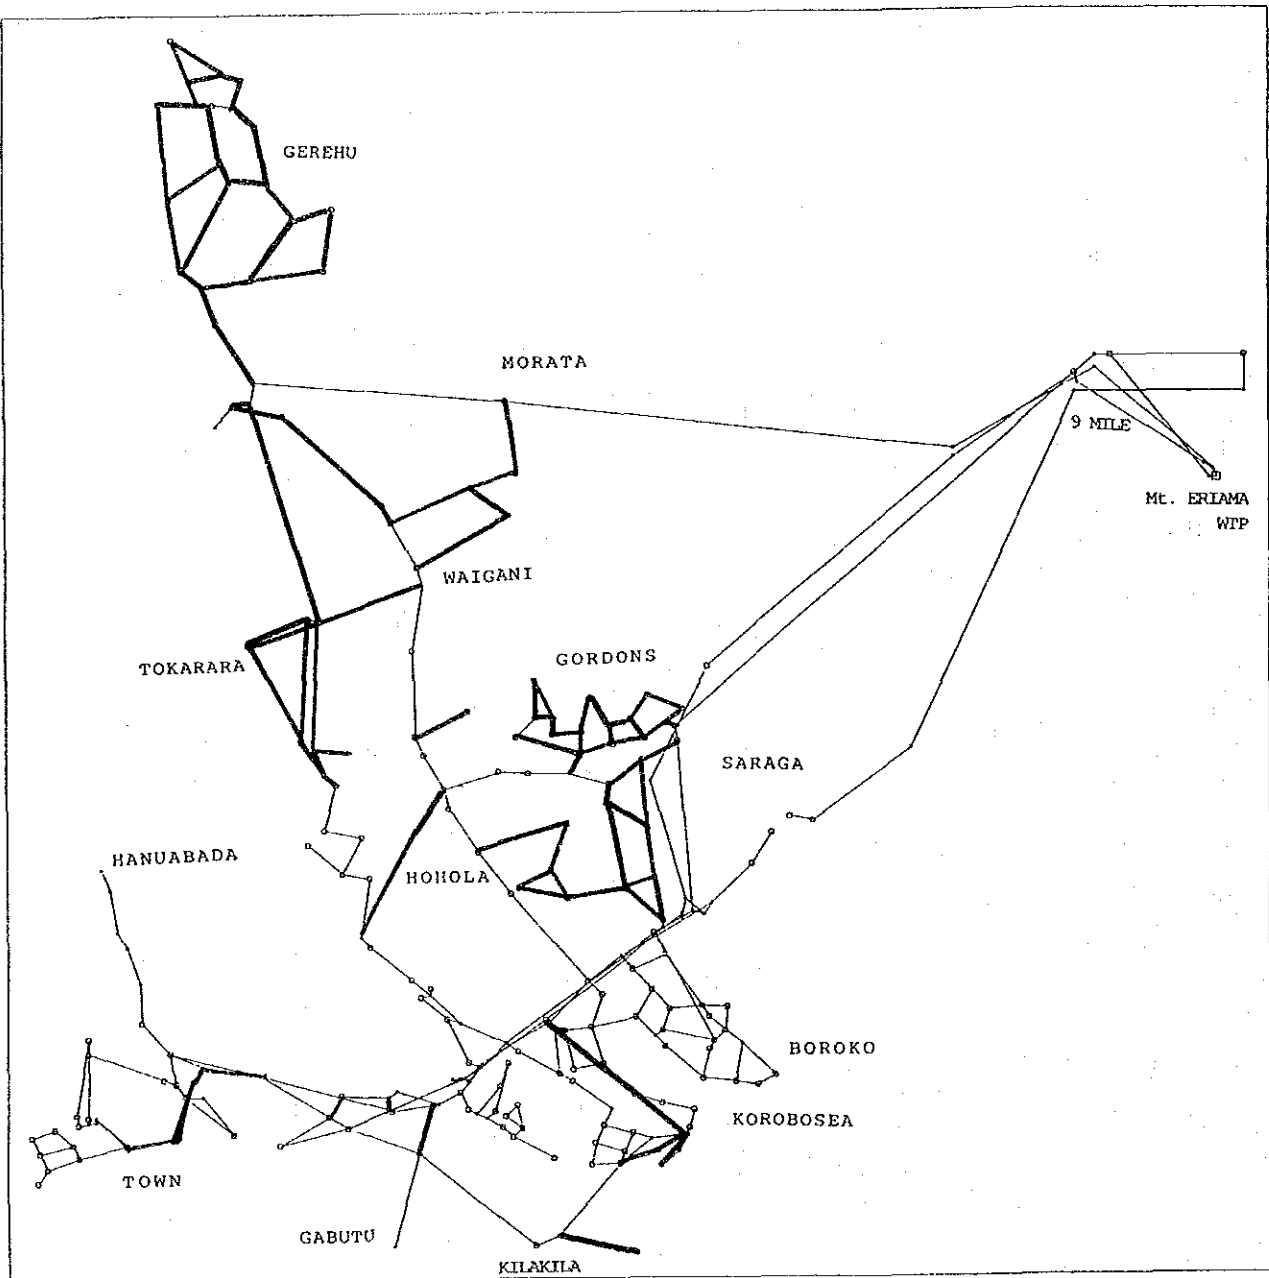 GEREHU
MORATA
9 MILE
Mt. ERIAMA
WTP
WAIGANI
GORDONS
TOKARARA
SARAGA
HANUABADA
HOHOLA
BOROKO
KOROBOSEA
TOWN
GABUTU
KILAKILA